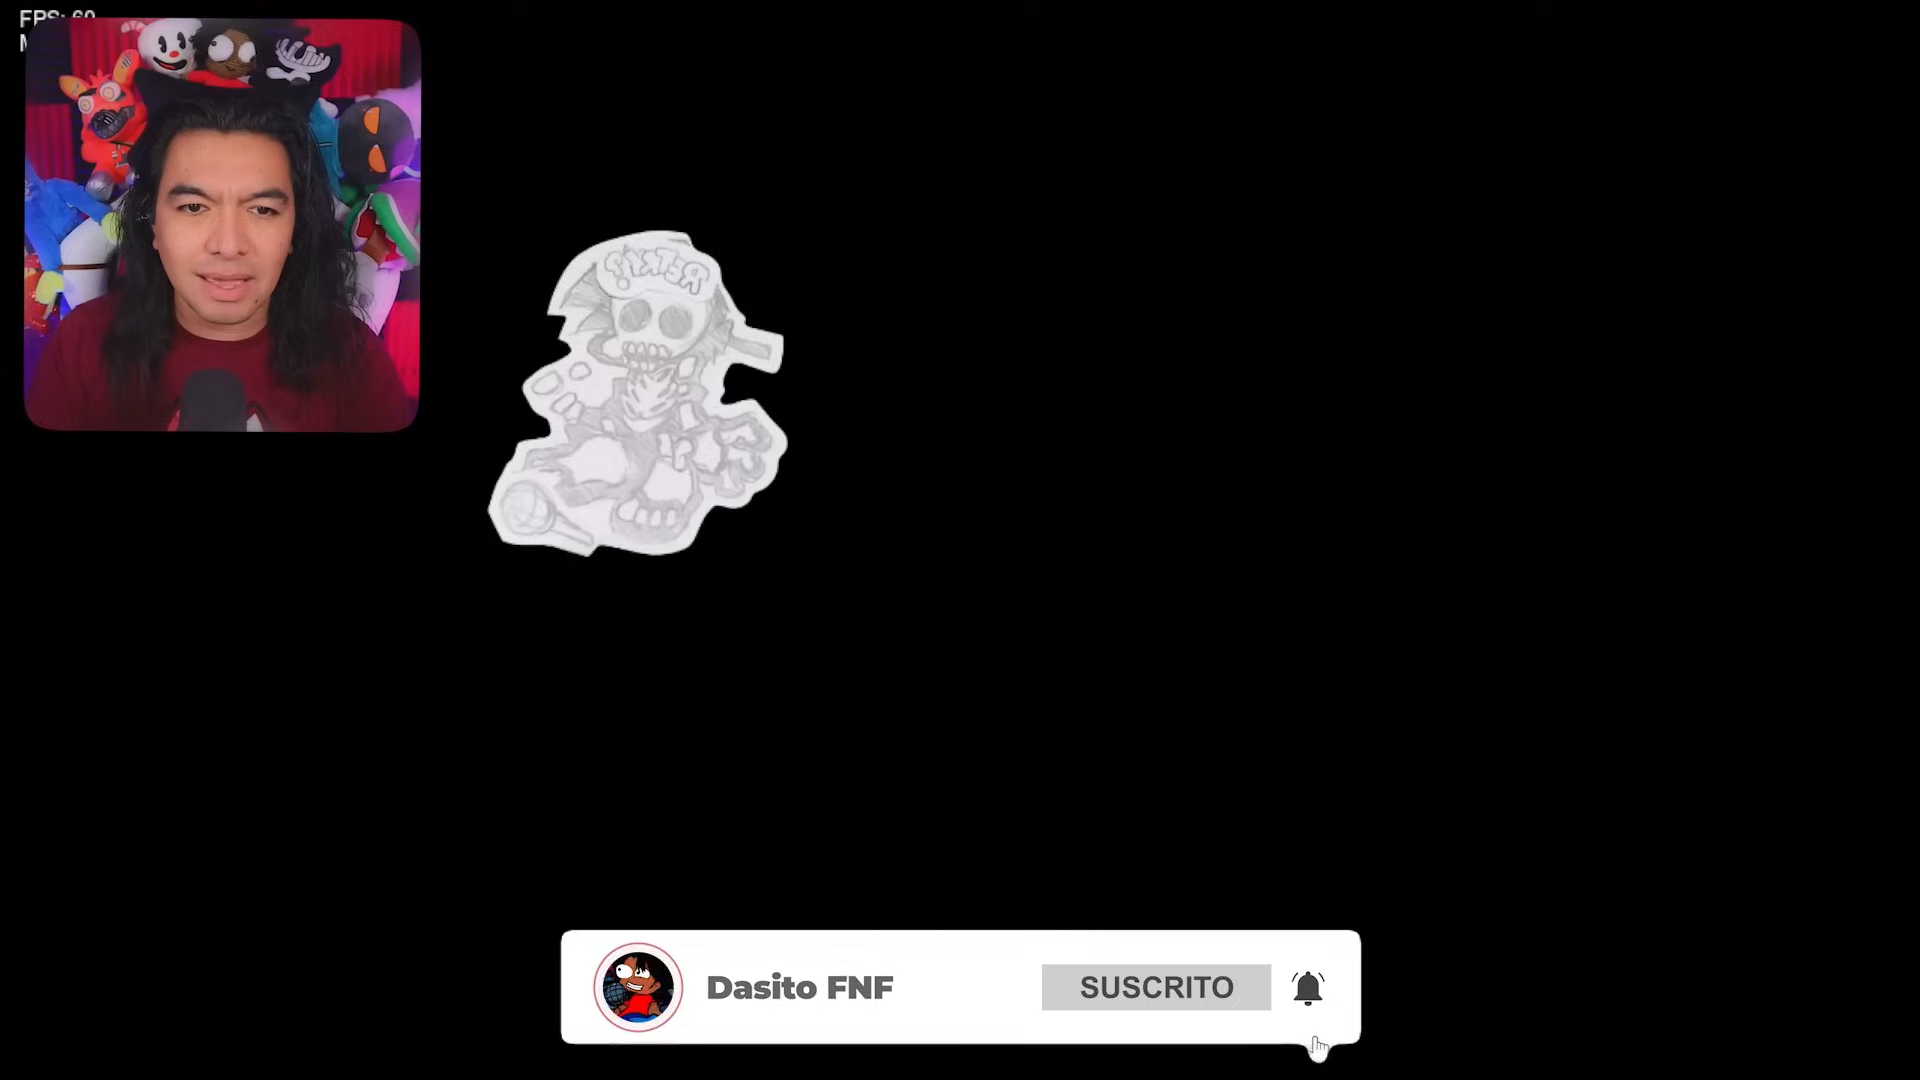 FPS: 60
M
RETRY?
Dasito FNF
SUSCRITO